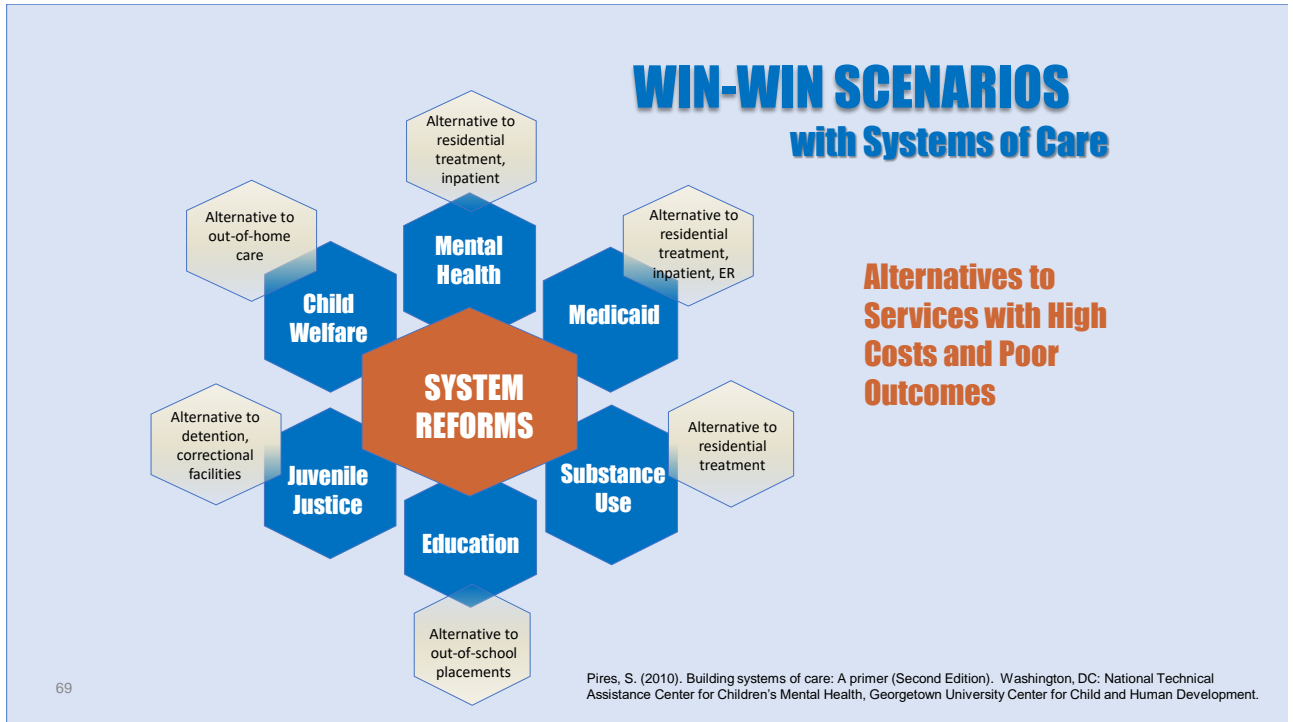 WIN-WIN SCENARIOS
with Systems of Care
Alternative to
residential
treatment,
inpatient
Mental
Health
Alternative to
residential
treatment,
inpatient, ER
Medicaid
Alternative to
out-of-home
care
Child
Welfare
SYSTEM
REFORMS
Alternatives to
Services with High
Costs and Poor
Outcomes
Alternative to
detention,
correctional
facilities
Juvenile
Justice
Substance
Use
Alternative to
residential
treatment
Education
Alternative to
out-of-school
placements
69
Pires, S. (2010). Building systems of care: A primer (Second Edition). Washington, DC: National Technical
Assistance Center for Children’s Mental Health, Georgetown University Center for Child and Human Development.